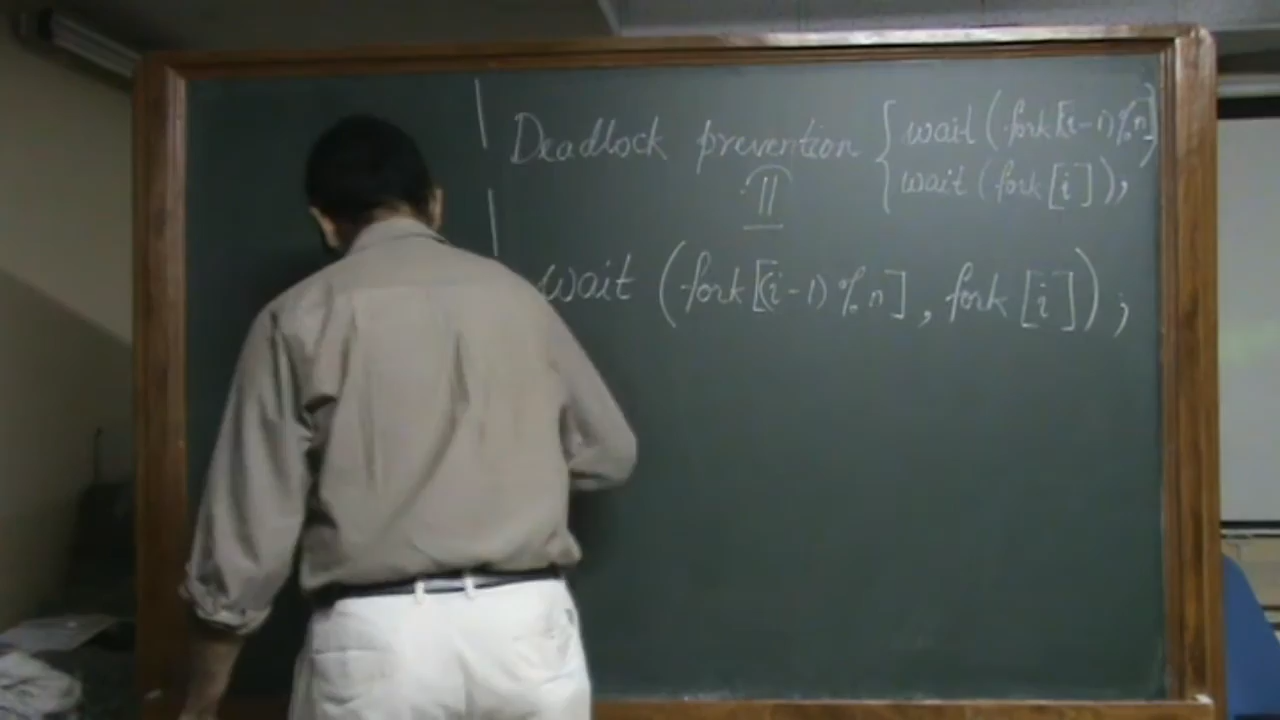 Deadlock prevention { wait (fork[(i-1)%n]);
wait (fork[i]);
II
wait (fork[(i-1)%n], fork[i]);